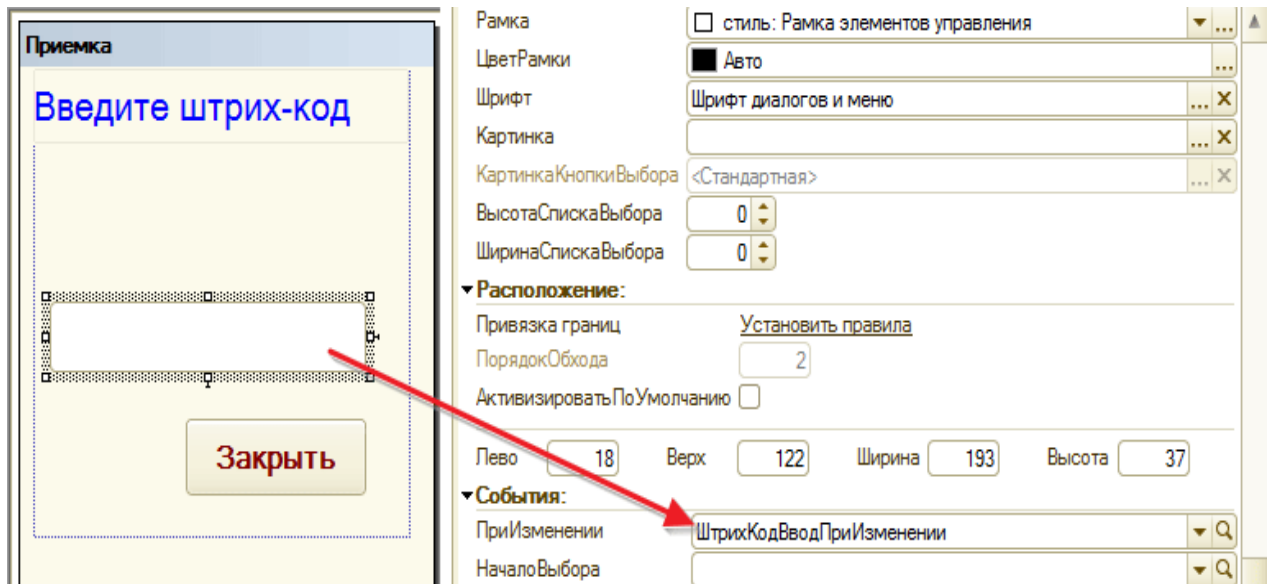 Приемка
Введите штрих-код
Закрыть
Рамка стиль: Рамка элементов управления ...
ЦветРамки Авто ...
Шрифт Шрифт диалогов и меню ... X
Картинка ... X
КартинкаКнопкиВыбора <Стандартная> ... X
ВысотаСпискаВыбора 0
ШиринаСпискаВыбора 0
Расположение:
Привязка границ Установить правила
ПорядокОбхода 2
АктивизироватьПоУмолчанию
Лево 18 Верх 122 Ширина 193 Высота 37
События:
ПриИзменении ШтрихКодВводПриИзменении
НачалоВыбора